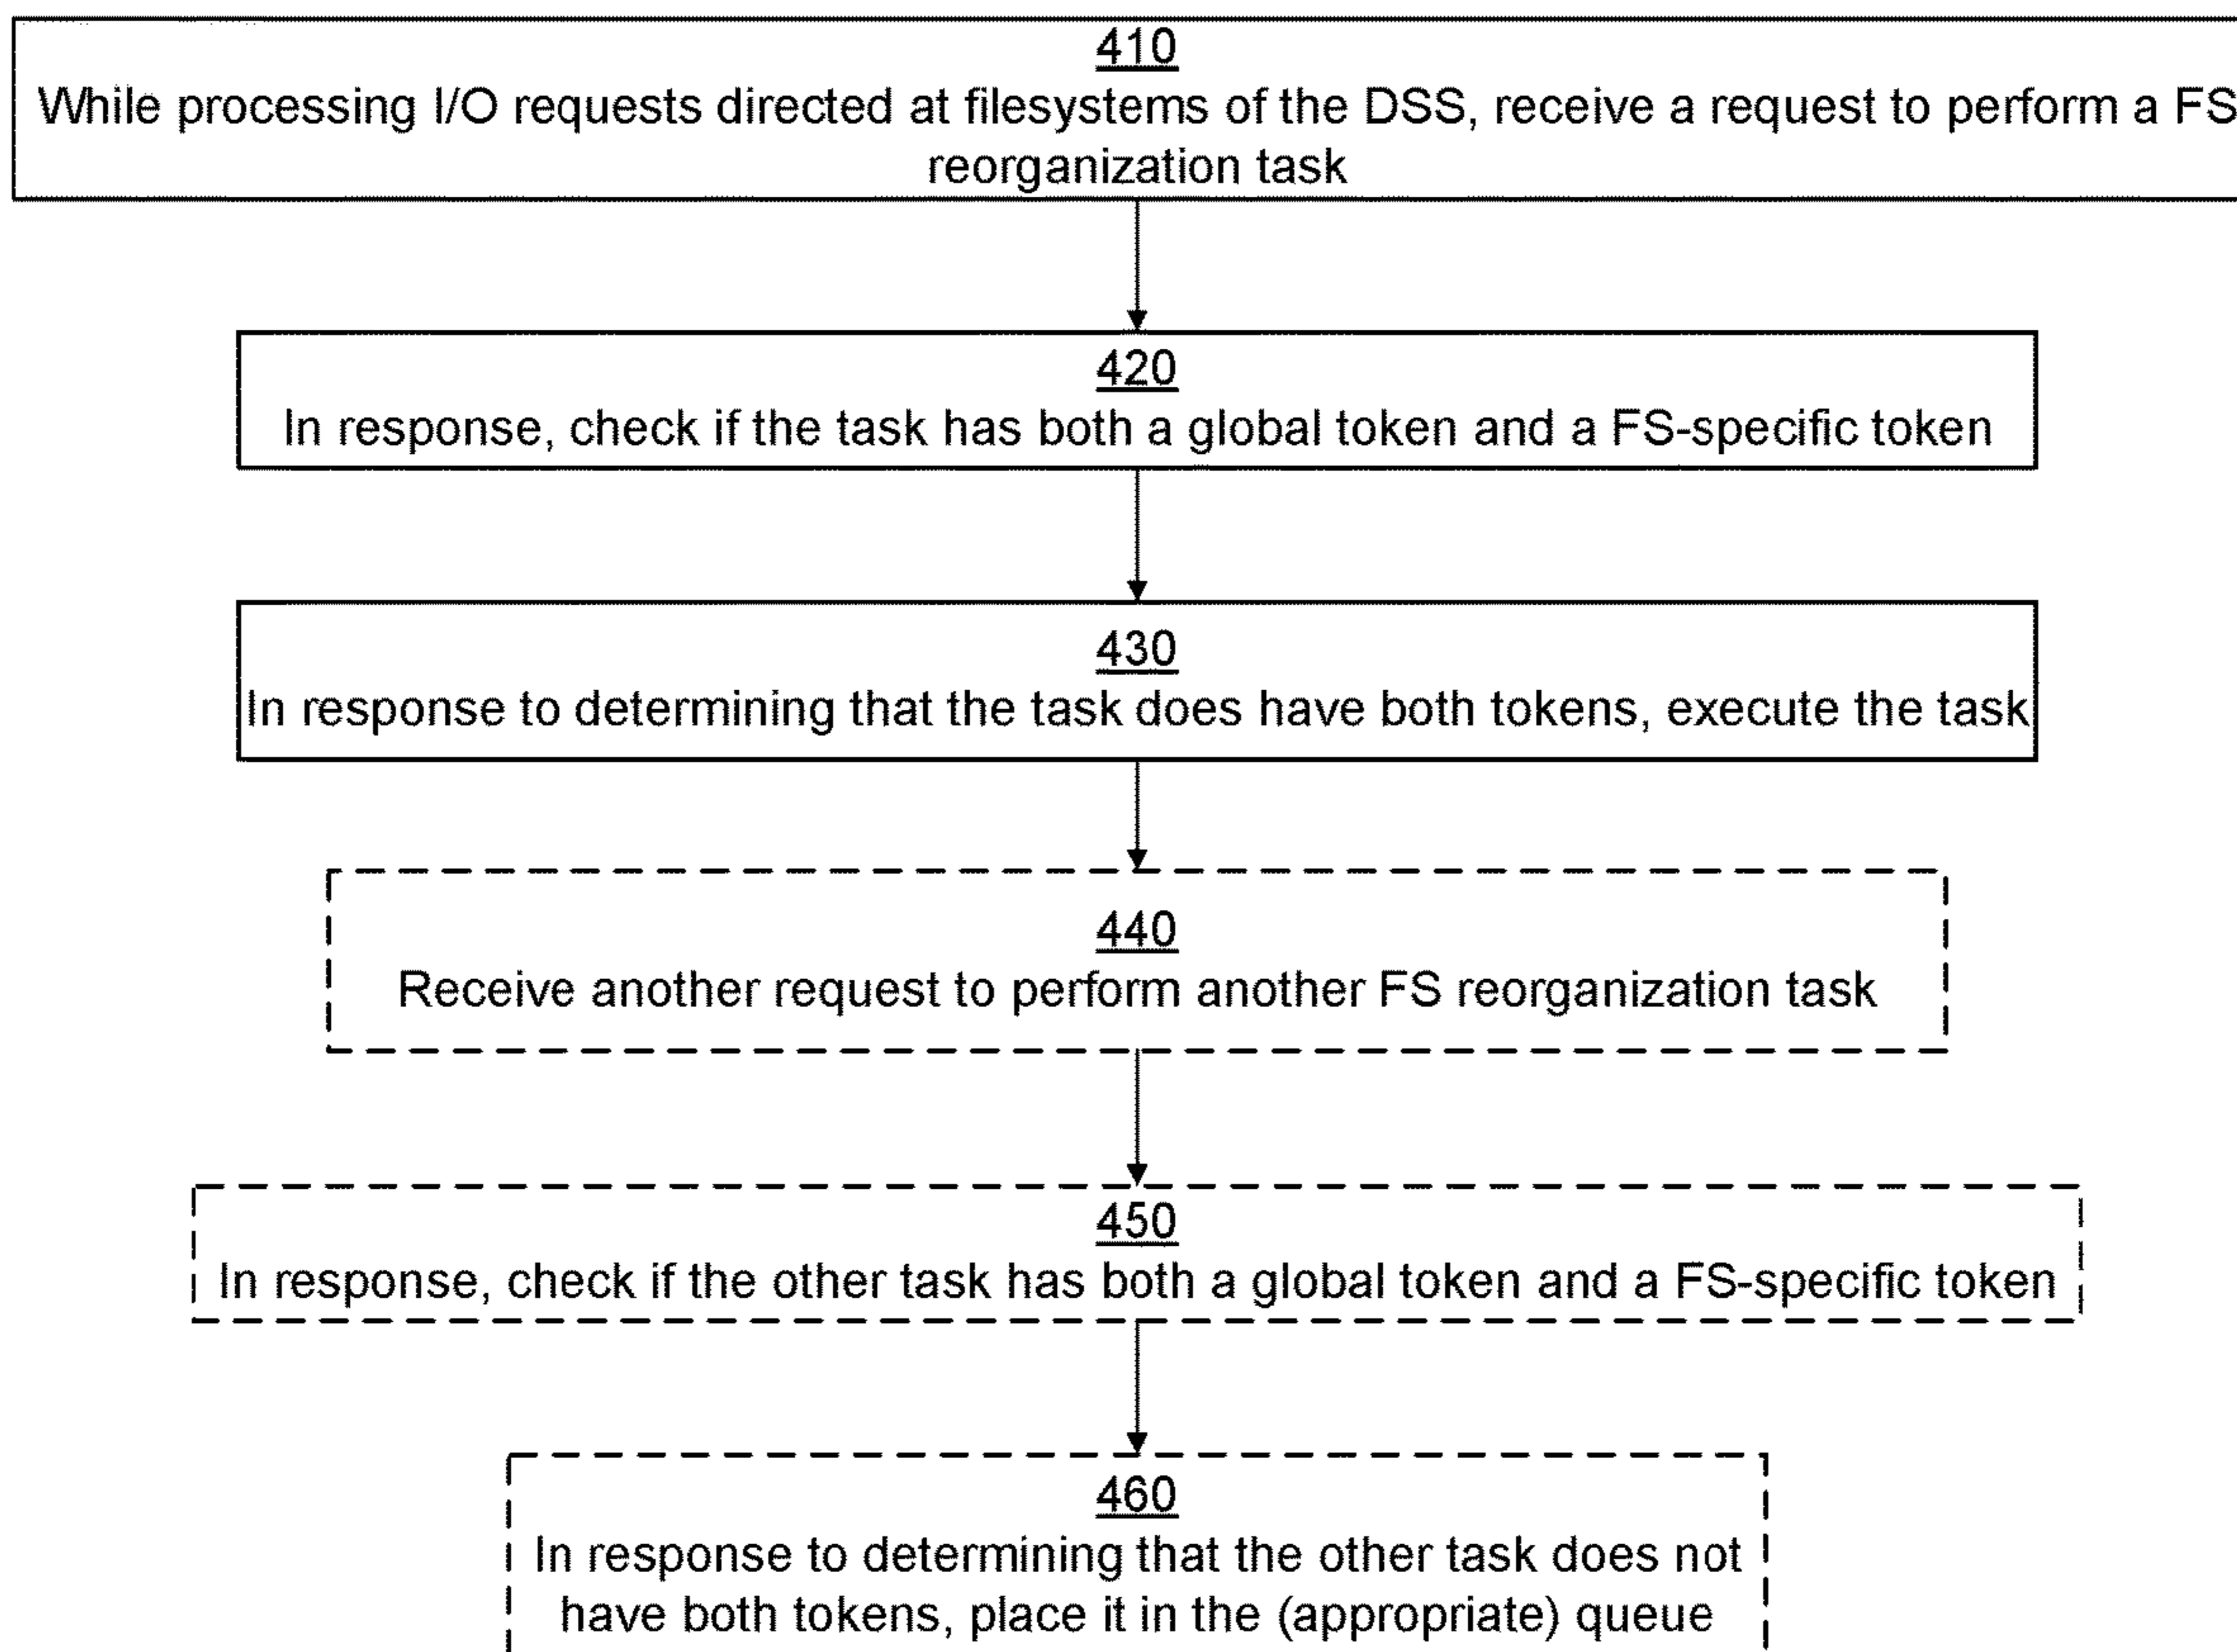 410
While processing I/O requests directed at filesystems of the DSS, receive a request to perform a FS
reorganization task
420
In response, check if the task has both a global token and a FS-specific token
430
In response to determining that the task does have both tokens, execute the task
440
Receive another request to perform another FS reorganization task
450
In response, check if the other task has both a global token and a FS-specific token
460
In response to determining that the other task does not
have both tokens, place it in the (appropriate) queue